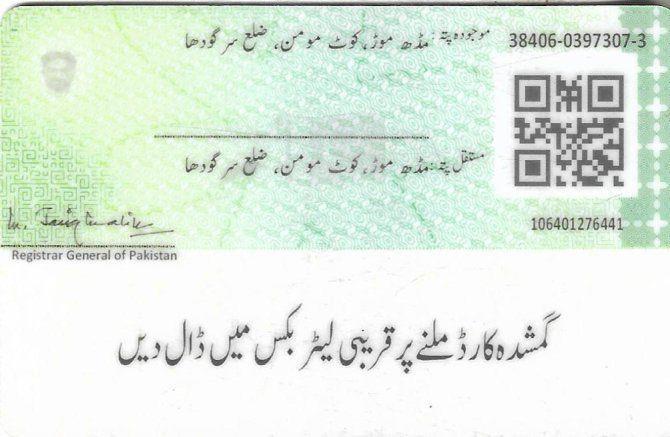 موجودہ پتہ: مڈھ موڑ، کوٹ مومن، ضلع سرگودھا
38406-0397307-3
مستقل پتہ: مڈھ موڑ، کوٹ مومن، ضلع سرگودھا
106401276441
Registrar General of Pakistan
گمشدہ کارڈ ملنے پر قریبی لیٹر بکس میں ڈال دیں